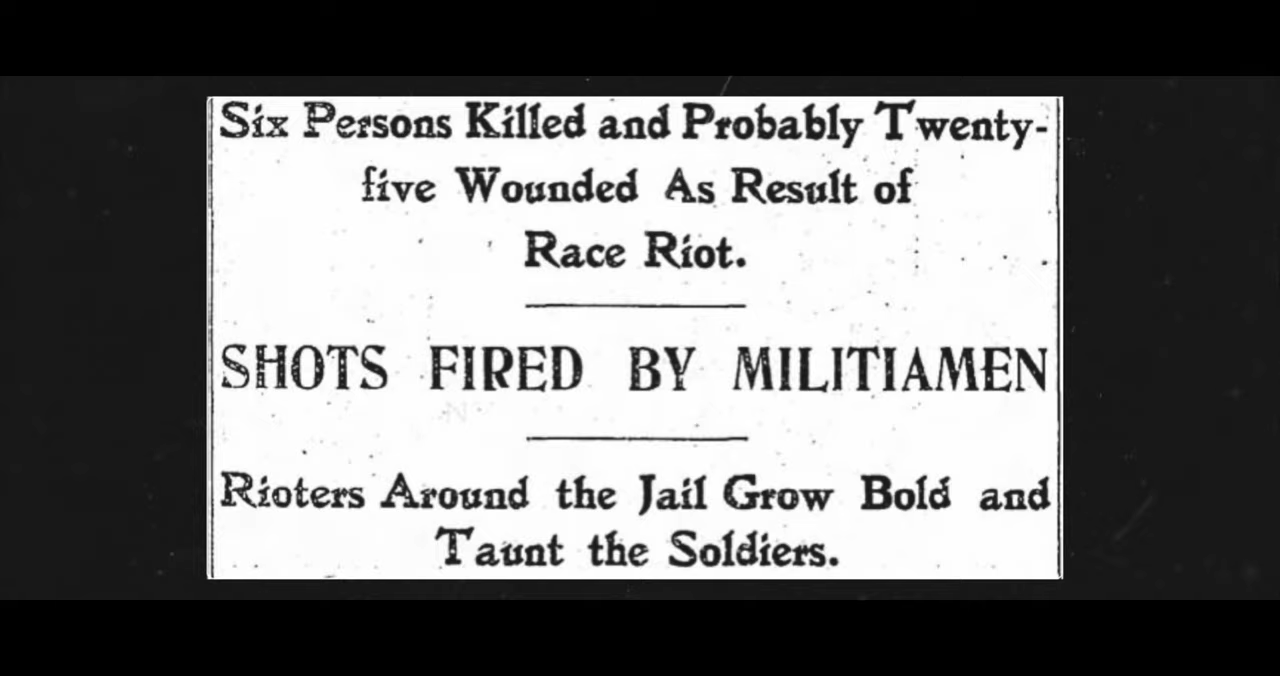 Six Persons Killed and Probably Twenty-
five Wounded As Result of
Race Riot.
SHOTS FIRED BY MILITIAMEN
Rioters Around the Jail Grow Bold and
Taunt the Soldiers.